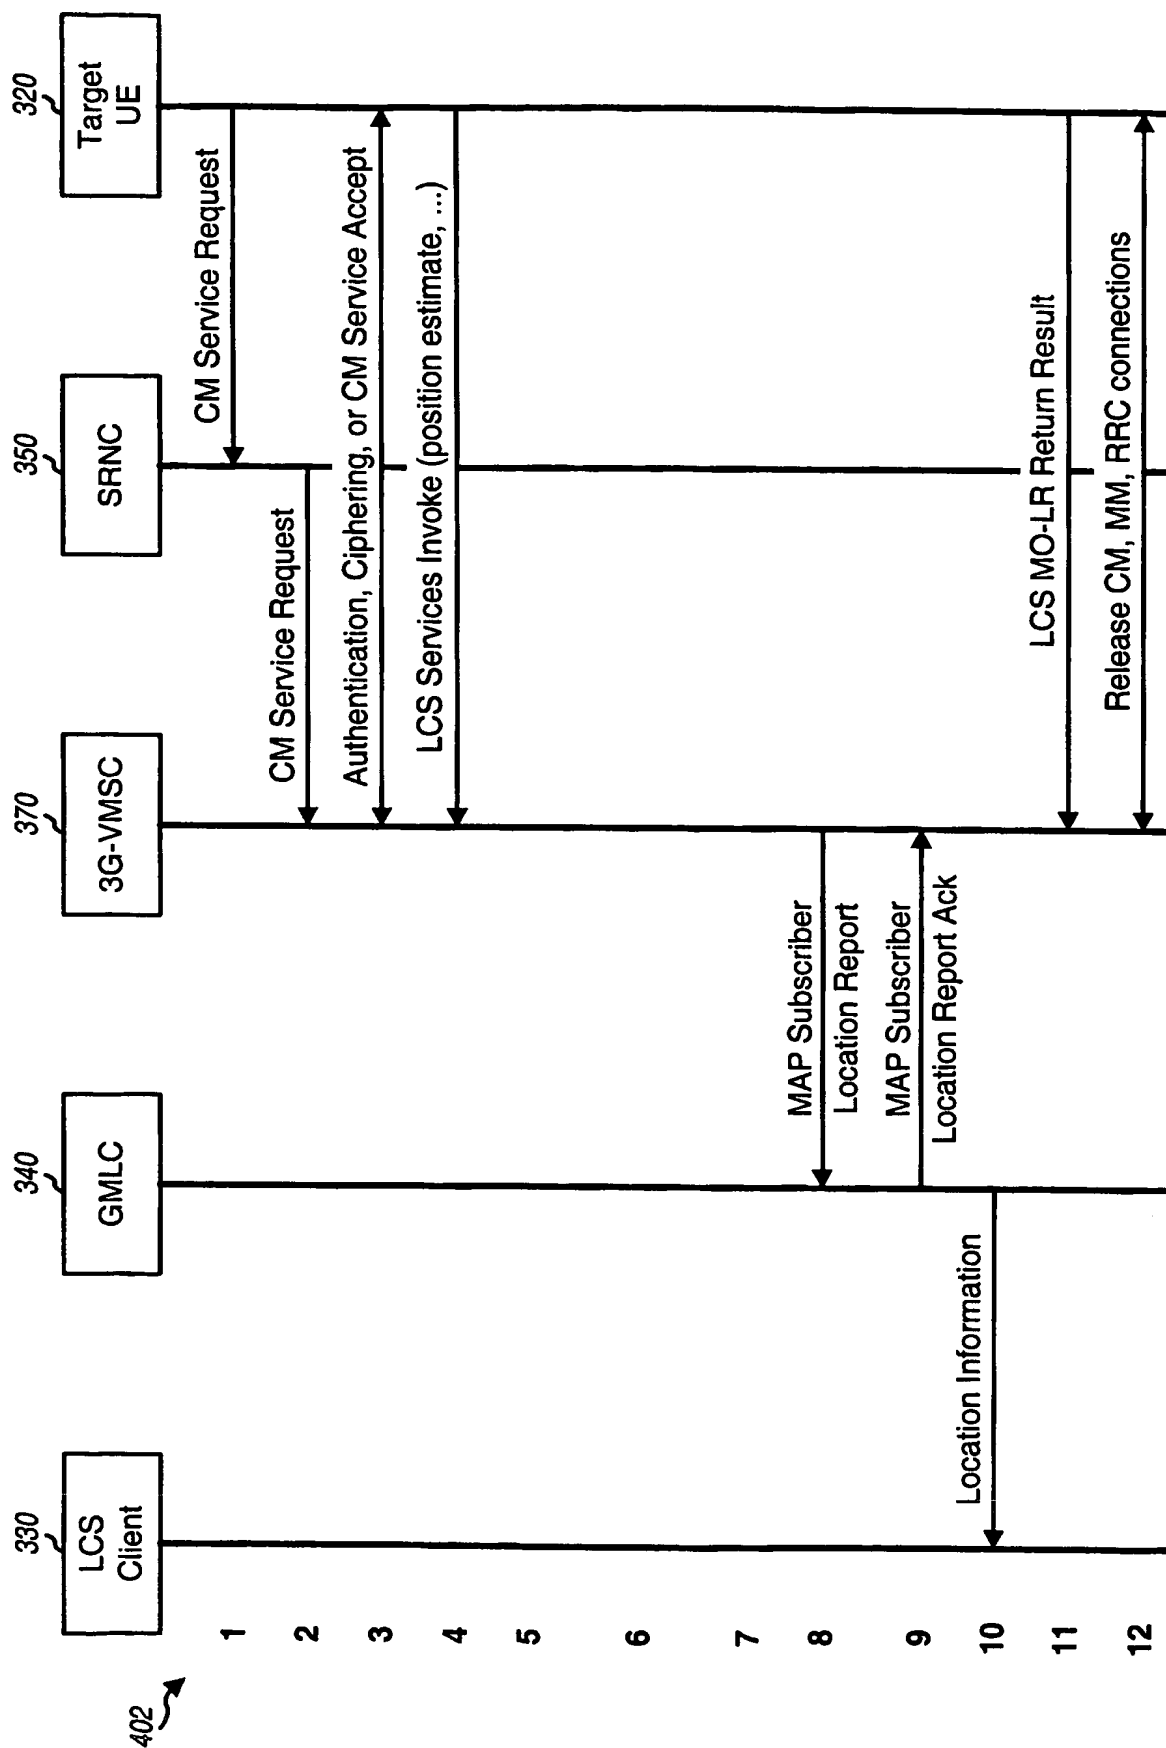 402
330
340
370
350
320
LCS
Client
GMLC
3G-VMSC
SRNC
Target
UE
1
CM Service Request
2
CM Service Request
3
Authentication, Ciphering, or CM Service Accept
4
LCS Services Invoke (position estimate, ...)
5
6
7
8
MAP Subscriber
Location Report
9
MAP Subscriber
Location Report Ack
10
Location Information
11
LCS MO-LR Return Result
12
Release CM, MM, RRC connections